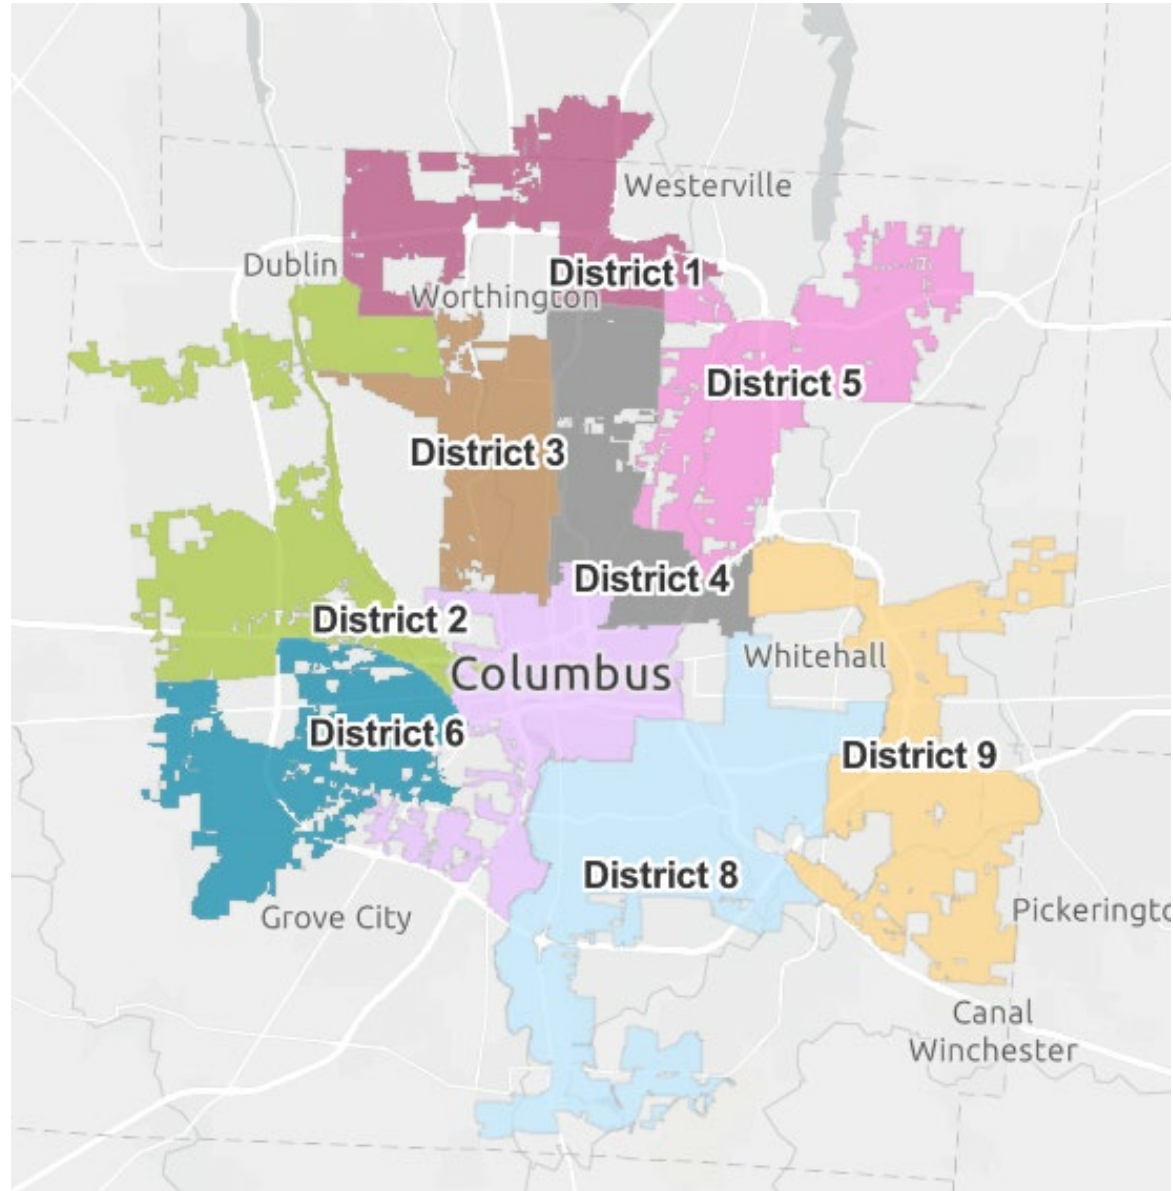 Westerville
Dublin
District 1
Worthington
District 5
District 3
District 4
District 2
Whitehall
Columbus
District 6
District 9
District 8
Grove City
Pickeringto
Canal
Winchester